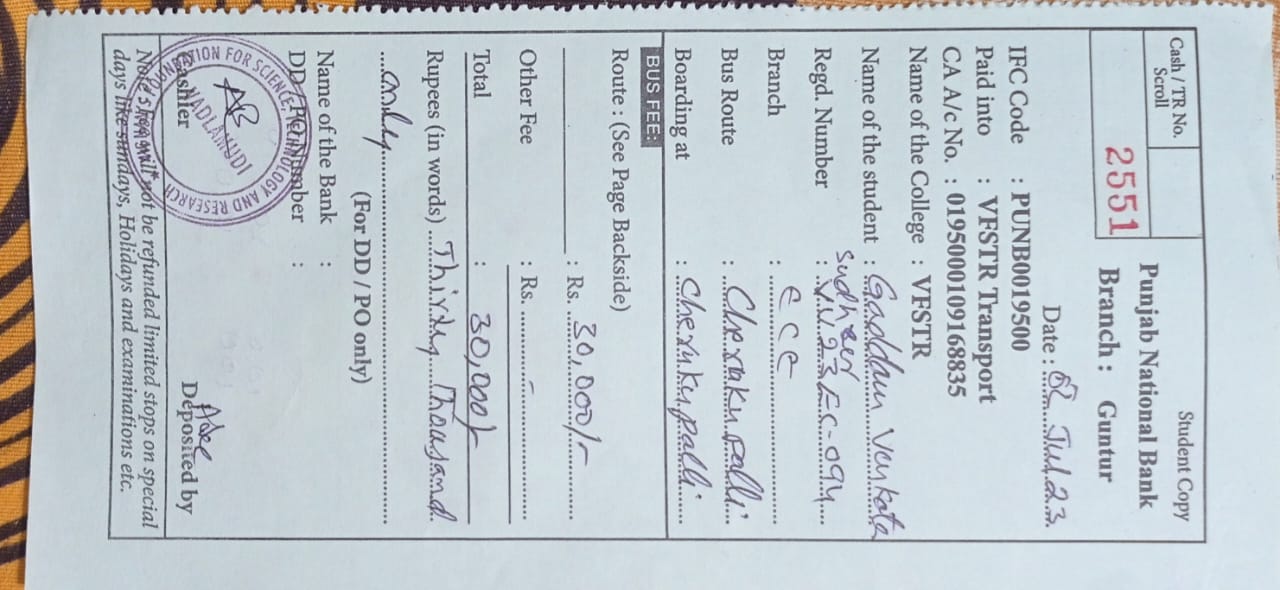 Student Copy
Cash / TR No.
Scroll
2551
Punjab National Bank
Branch : Guntur
Date : 02 Jul 23
IFC Code : PUNB0019500
Paid into : VFSTR Transport
CA A/c No. : 0195000109168835
Name of the College : VFSTR
Name of the student : Gaddam Venkata
Sudheer
Regd. Number : VV23EC-094
Branch : ECE
Bus Route : Cherukupalli
Boarding at : Cherukupalli
BUS FEE:
Route : (See Page Backside)
: Rs. 30,000/-
Other Fee : Rs. -
Total : 30,000/-
Rupees (in words) Thirty Thousand
only
(For DD / PO only)
Name of the Bank :
DD / PO Number :
Cashier
Deposited by
FOUNDATION FOR SCIENCE, TECHNOLOGY AND RESEARCH
VADLAMUDI
Note : Fee will not be refunded limited stops on special
days like sundays, Holidays and examinations etc.